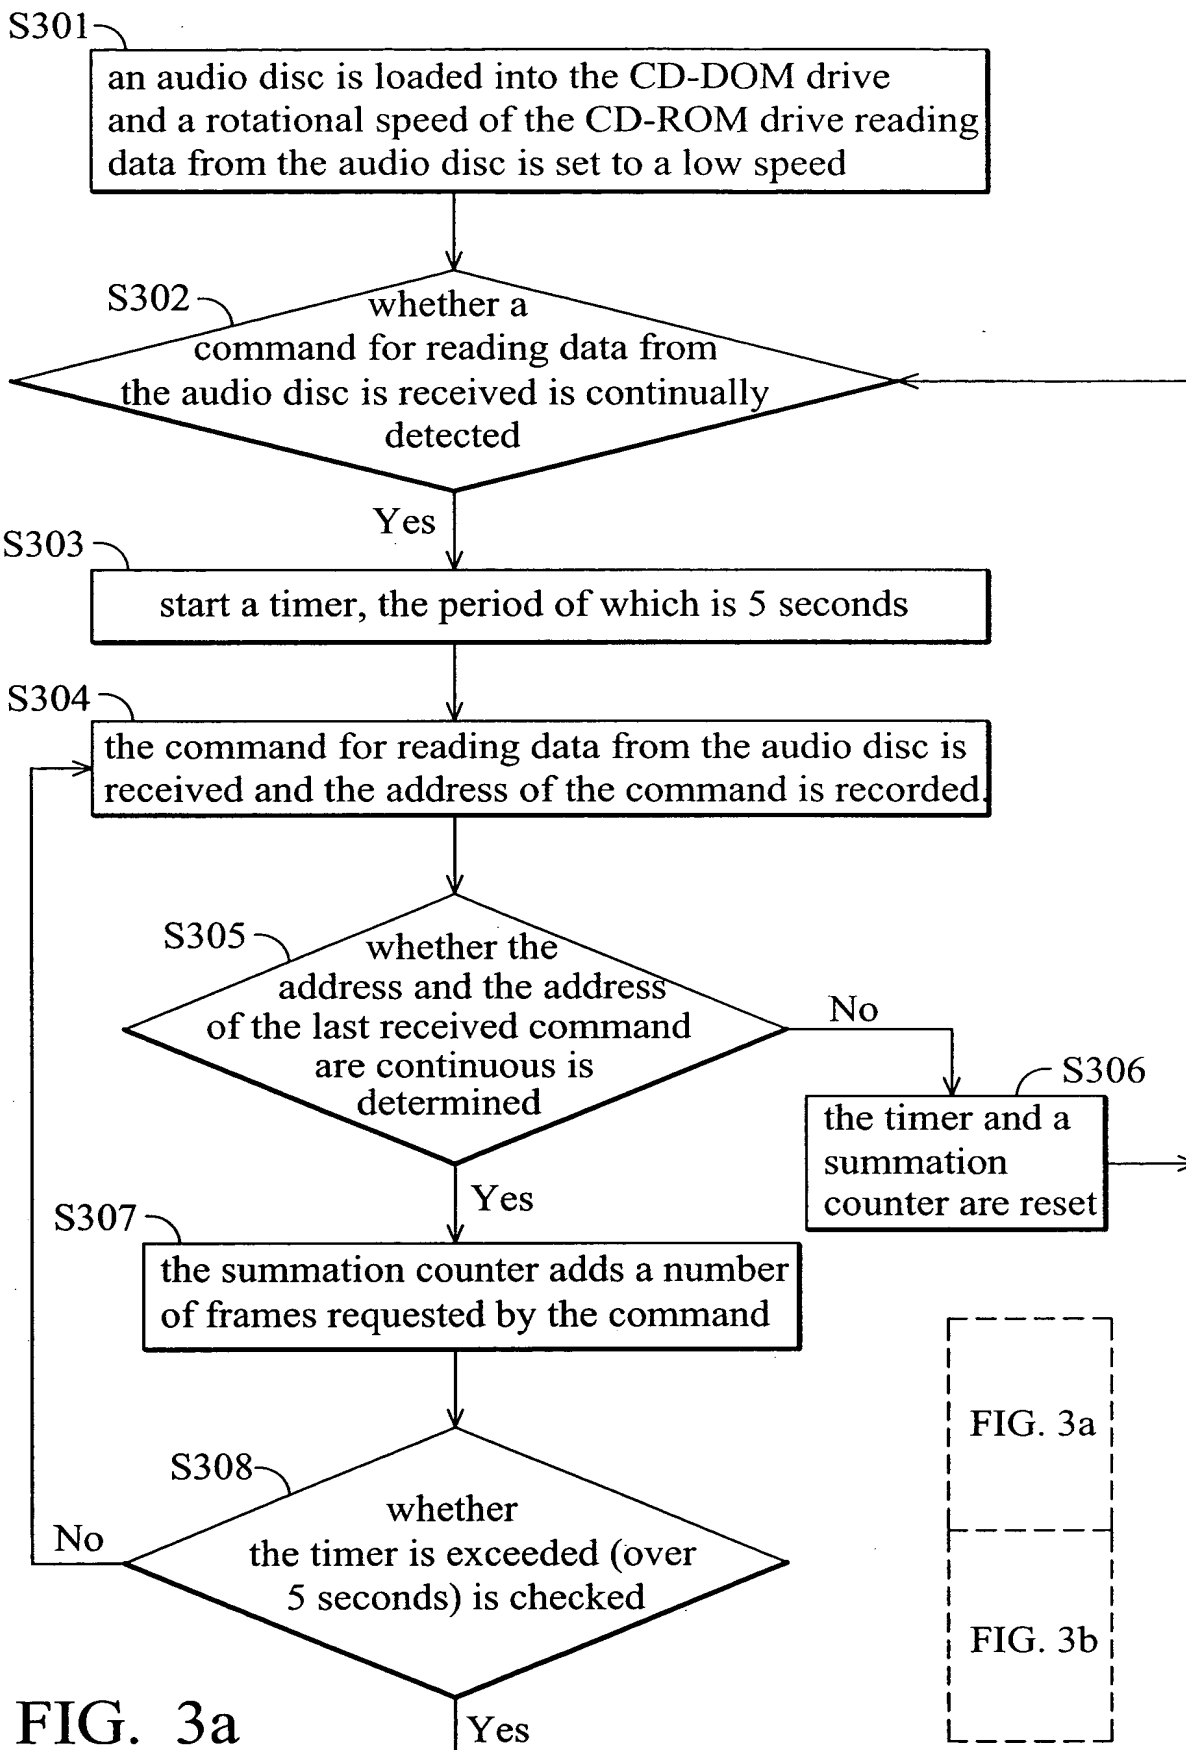 S301
an audio disc is loaded into the CD-DOM drive
and a rotational speed of the CD-ROM drive reading
data from the audio disc is set to a low speed
S302
whether a
command for reading data from
the audio disc is received is continually
detected
Yes
S303
start a timer, the period of which is 5 seconds
S304
the command for reading data from the audio disc is
received and the address of the command is recorded.
S305
whether the
address and the address
of the last received command
are continuous is
determined
No
S306
the timer and a
summation
counter are reset
Yes
S307
the summation counter adds a number
of frames requested by the command
S308
whether
the timer is exceeded (over
5 seconds) is checked
No
Yes
FIG. 3a
FIG. 3b
FIG. 3a